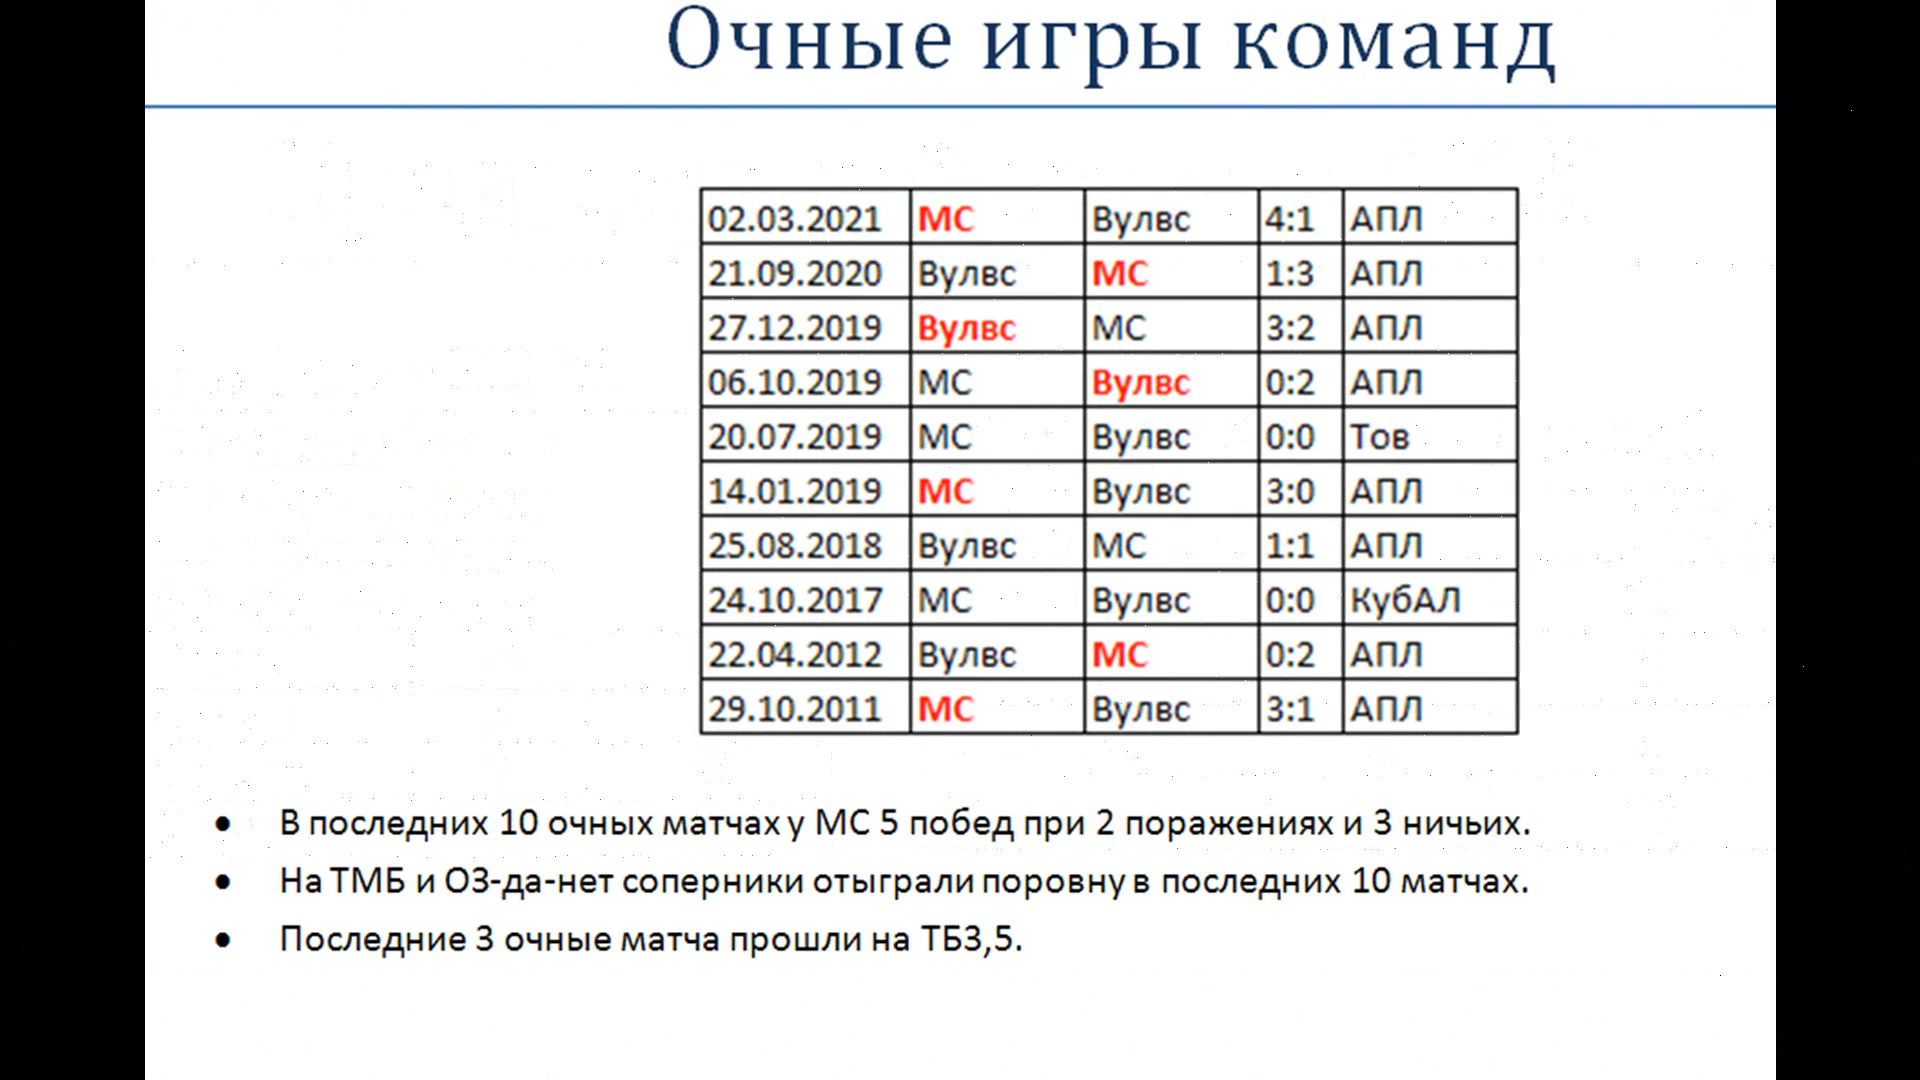 Очные игры команд
02.03.2021 МС Вулвс 4:1 АПЛ
21.09.2020 Вулвс МС 1:3 АПЛ
27.12.2019 Вулвс МС 3:2 АПЛ
06.10.2019 МС Вулвс 0:2 АПЛ
20.07.2019 МС Вулвс 0:0 Тов
14.01.2019 МС Вулвс 3:0 АПЛ
25.08.2018 Вулвс МС 1:1 АПЛ
24.10.2017 МС Вулвс 0:0 КубАЛ
22.04.2012 Вулвс МС 0:2 АПЛ
29.10.2011 МС Вулвс 3:1 АПЛ
• В последних 10 очных матчах у МС 5 побед при 2 поражениях и 3 ничьих.
• На ТМБ и ОЗ-да-нет соперники отыграли поровну в последних 10 матчах.
• Последние 3 очные матча прошли на ТБ3,5.